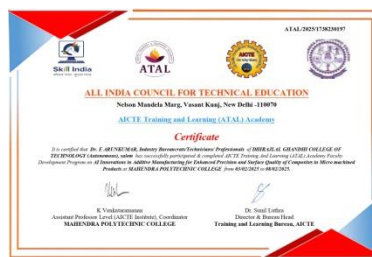 ATAL/2025/1738230197
Skill India
ATAL
AICTE
ALL INDIA COUNCIL FOR TECHNICAL EDUCATION
Nelson Mandela Marg, Vasant Kunj, New Delhi -110070
AICTE Training and Learning (ATAL) Academy
Certificate
It is certified that Dr. E ARUNKUMAR, Industry Bureaucrats/Technicians/ Professionals of DHIRAJLAL GHANDHI COLLEGE OF
TECHNOLOGY (Autonomous), salem has successfully participated & completed AICTE Training And Learning (ATAL) Academy Faculty
Development Program on AI Innovations in Additive Manufacturing for Enhanced Precision and Surface Quality of Composites in Micro-machined
Products at MAHENDRA POLYTECHNIC COLLEGE from 03/02/2025 to 08/02/2025.
K Venkataramanan
Assistant Professor Level (AICTE Institute), Coordinator
MAHENDRA POLYTECHNIC COLLEGE
Dr. Sunil Luthra
Director & Bureau Head
Training and Learning Bureau, AICTE